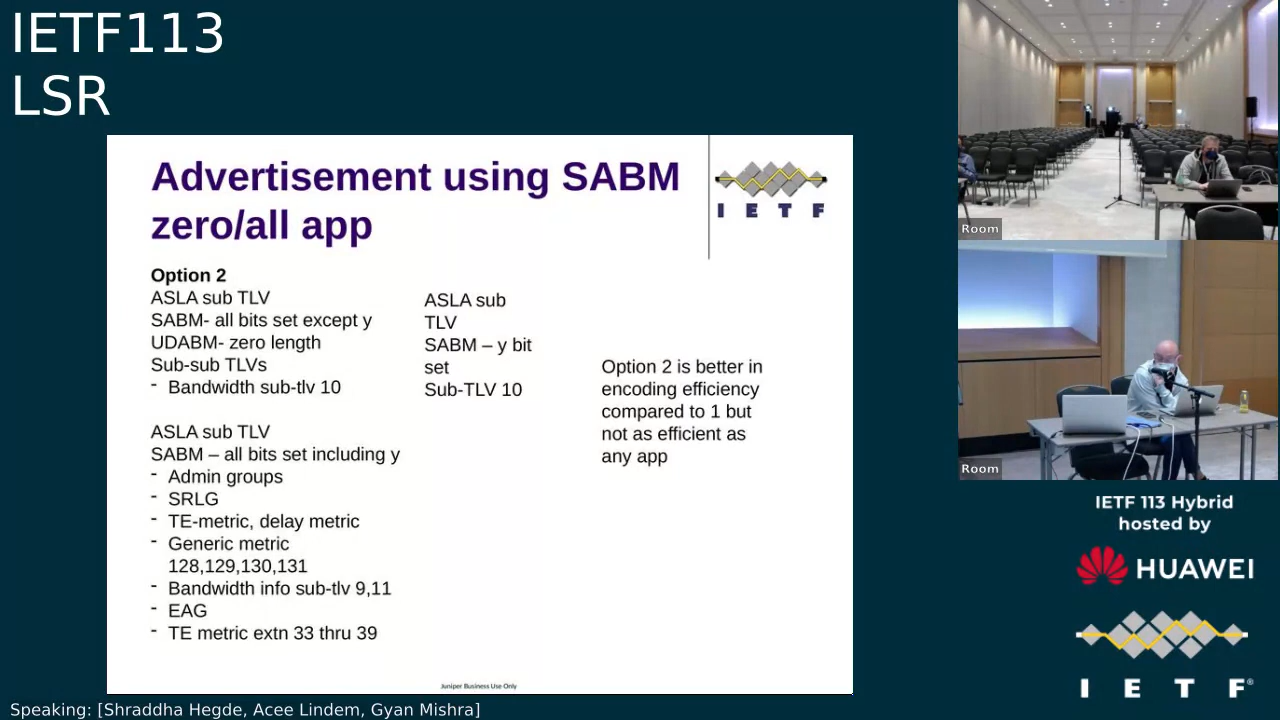 IETF113
LSR
Advertisement using SABM
zero/all app
I E T F
Option 2
ASLA sub TLV
SABM- all bits set except y
UDABM- zero length
Sub-sub TLVs
- Bandwidth sub-tlv 10
ASLA sub TLV
SABM – all bits set including y
- Admin groups
- SRLG
- TE-metric, delay metric
- Generic metric
128,129,130,131
- Bandwidth info sub-tlv 9,11
- EAG
- TE metric extn 33 thru 39
ASLA sub
TLV
SABM – y bit
set
Sub-TLV 10
Option 2 is better in
encoding efficiency
compared to 1 but
not as efficient as
any app
Juniper Business Use Only
Room
Room
IETF 113 Hybrid
hosted by
HUAWEI
I E T F®
Speaking: [Shraddha Hegde, Acee Lindem, Gyan Mishra]